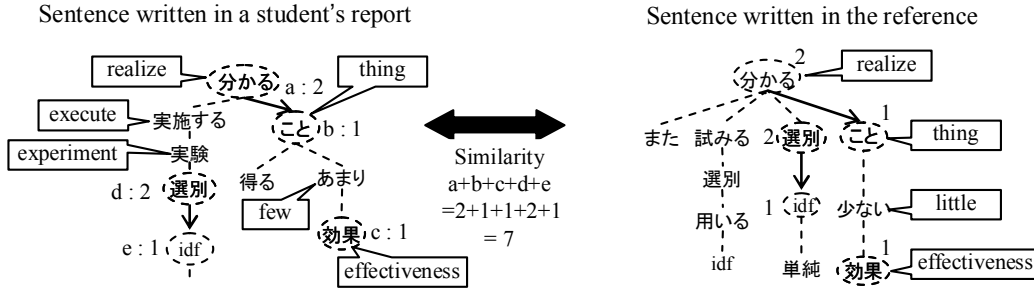 Sentence written in a student's report
Sentence written in the reference
realize
thing
分かる
a : 2
execute
実施する
こと
b : 1
experiment
実験
d : 2
選別
得る
あまり
few
e : 1
idf
効果
c : 1
effectiveness
Similarity
a+b+c+d+e
=2+1+1+2+1
= 7
2
realize
分かる
1
また
試みる
2
選別
こと
thing
選別
1
idf
少ない
little
用いる
1
idf
単純
効果
effectiveness